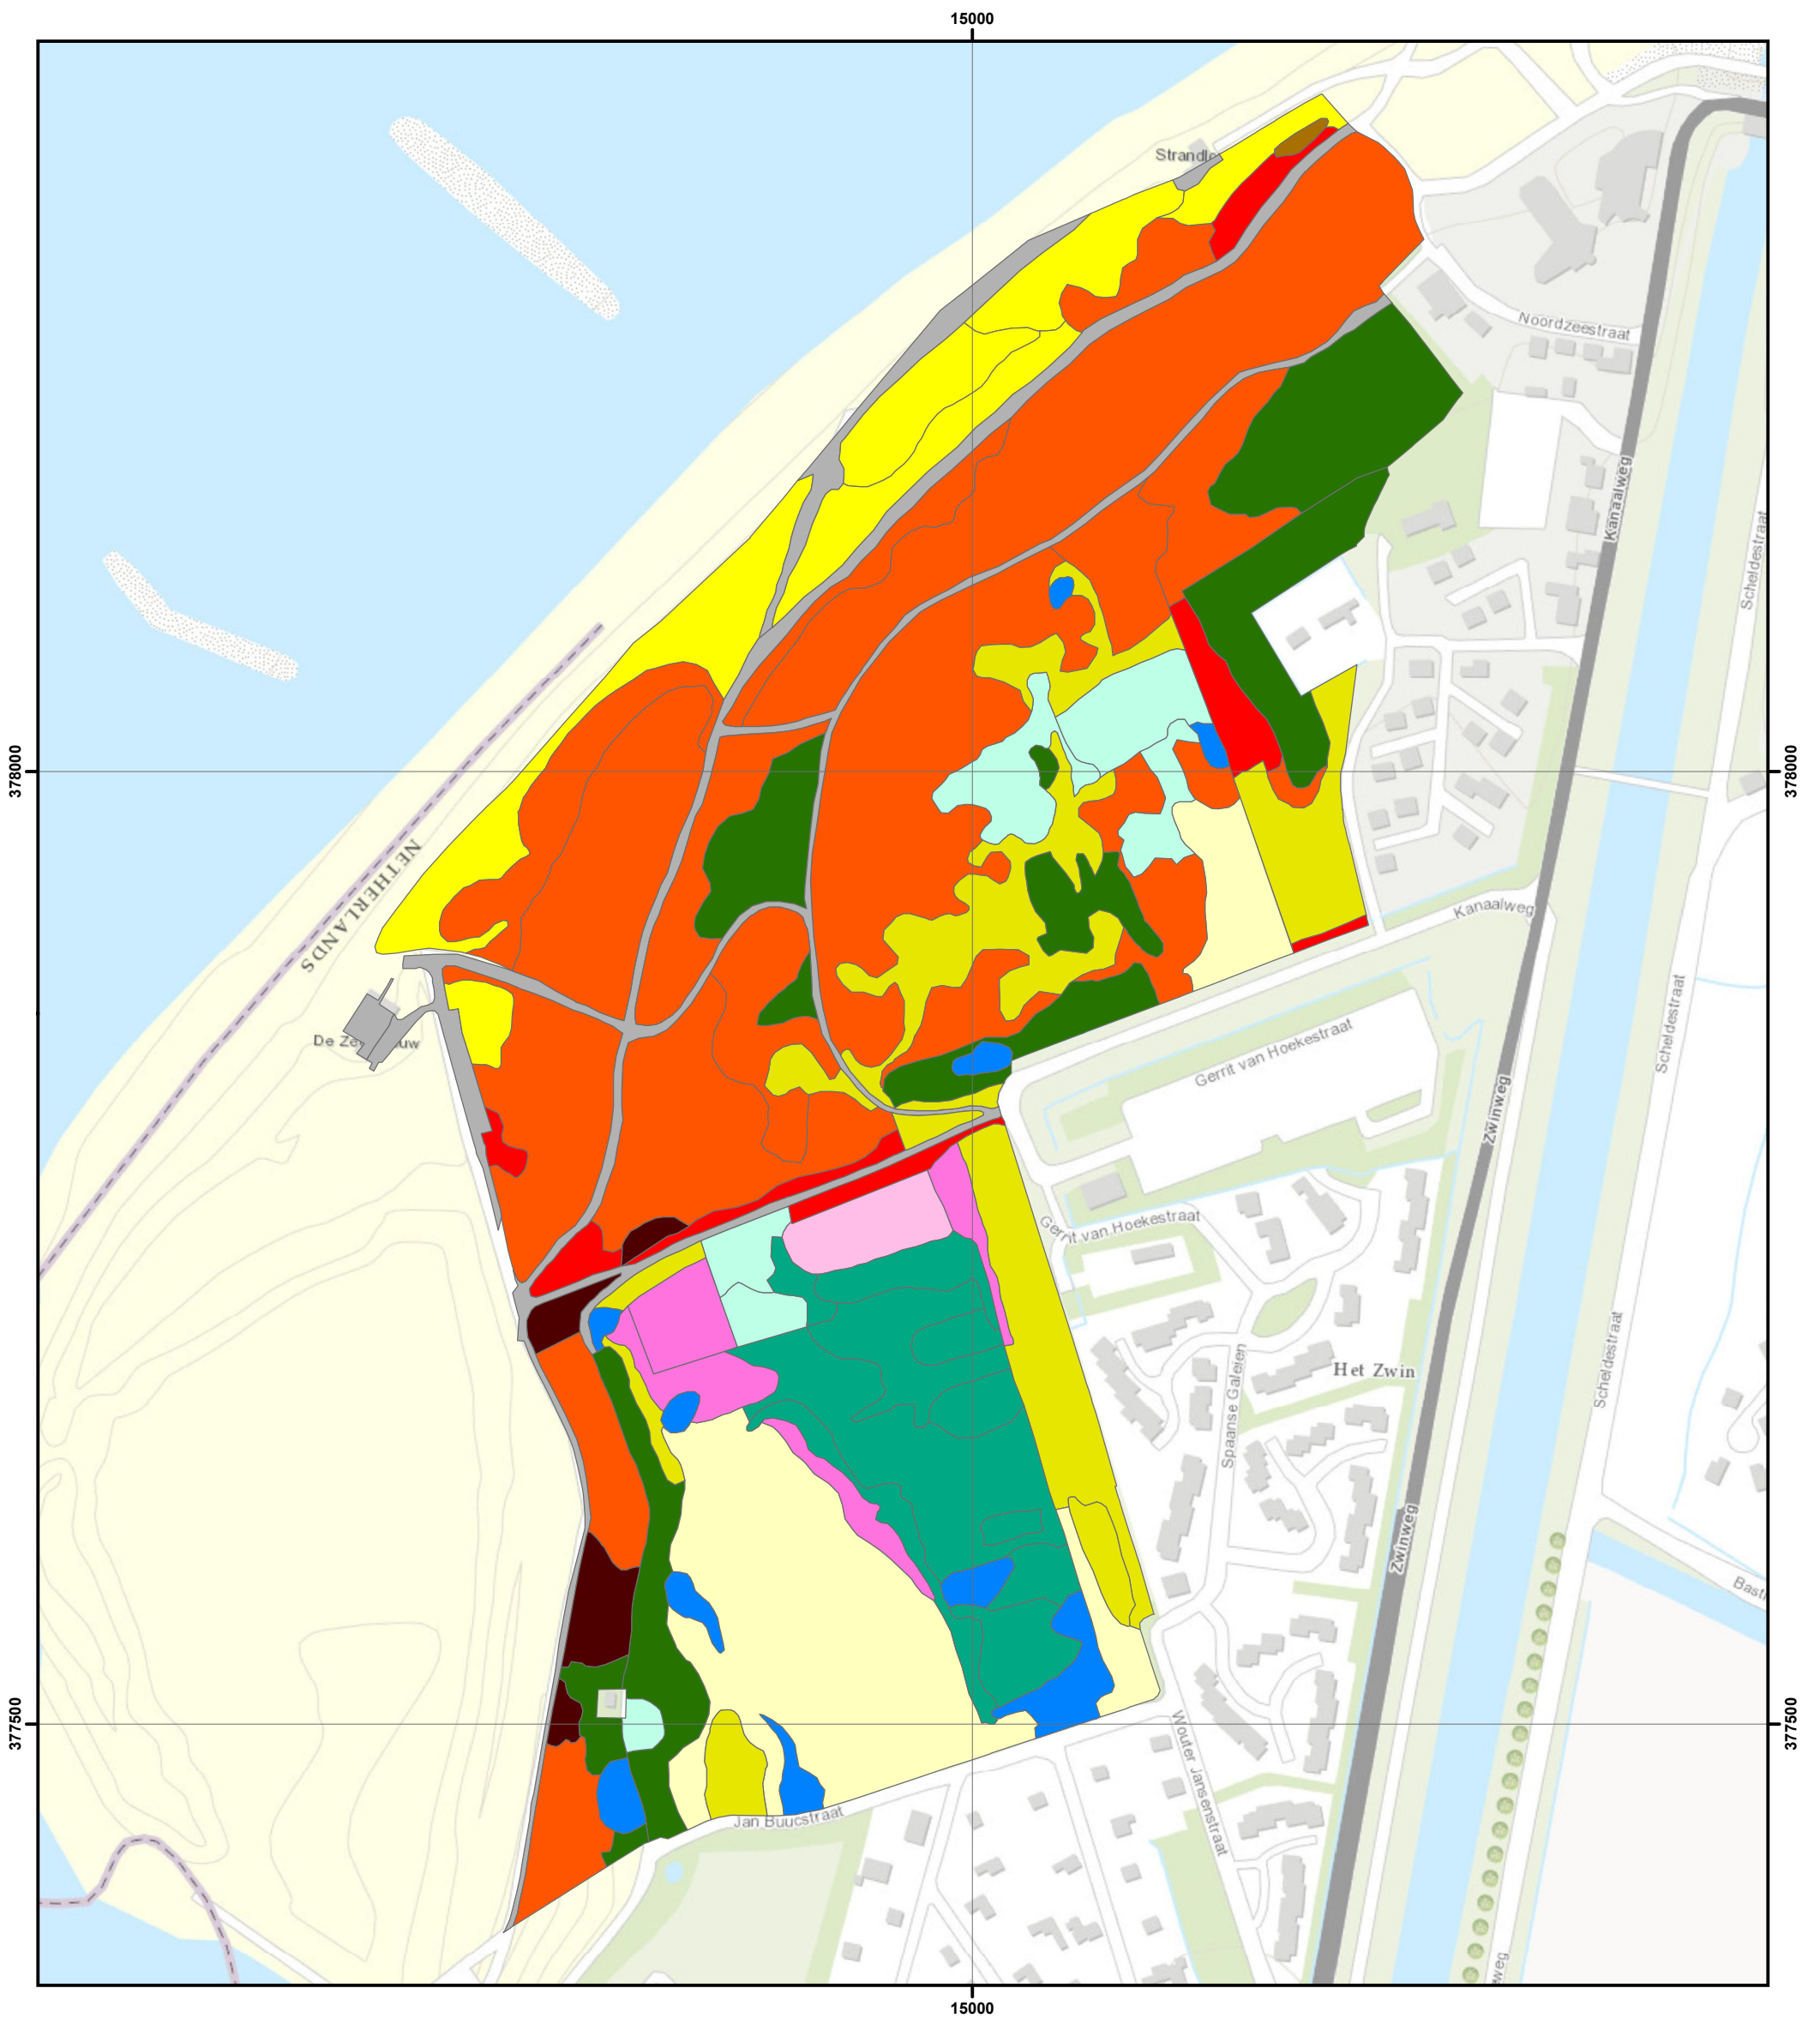 15000
Strandlo
Noordzeestraat
Kanaalweg
Scheldestraat
378000
378000
NETHERLANDS
Kanaalweg
De Ze uw
Gerrit van Hoekestraat
Scheldestraat
Zwinweg
Gerrit van Hoekestraat
Het Zwin
Scheldestraat
Spaanse Galeien
Zwinweg
Bast
377500
377500
Wouter Jansenstraat
Jan Buucstraat
weg
15000